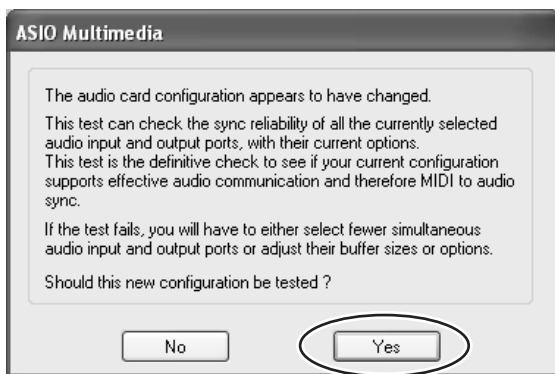 ASIO Multimedia
The audio card configuration appears to have changed.
This test can check the sync reliability of all the currently selected
audio input and output ports, with their current options.
This test is the definitive check to see if your current configuration
supports effective audio communication and therefore MIDI to audio
sync.
If the test fails, you will have to either select fewer simultaneous
audio input and output ports or adjust their buffer sizes or options.
Should this new configuration be tested ?
No
Yes